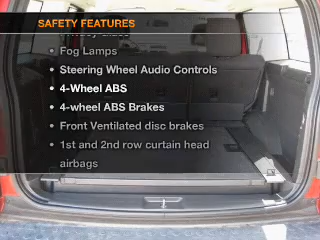 SAFETY FEATURES
Fog Lamps
Steering Wheel Audio Controls
4-Wheel ABS
4-wheel ABS Brakes
Front Ventilated disc brakes
1st and 2nd row curtain head
airbags